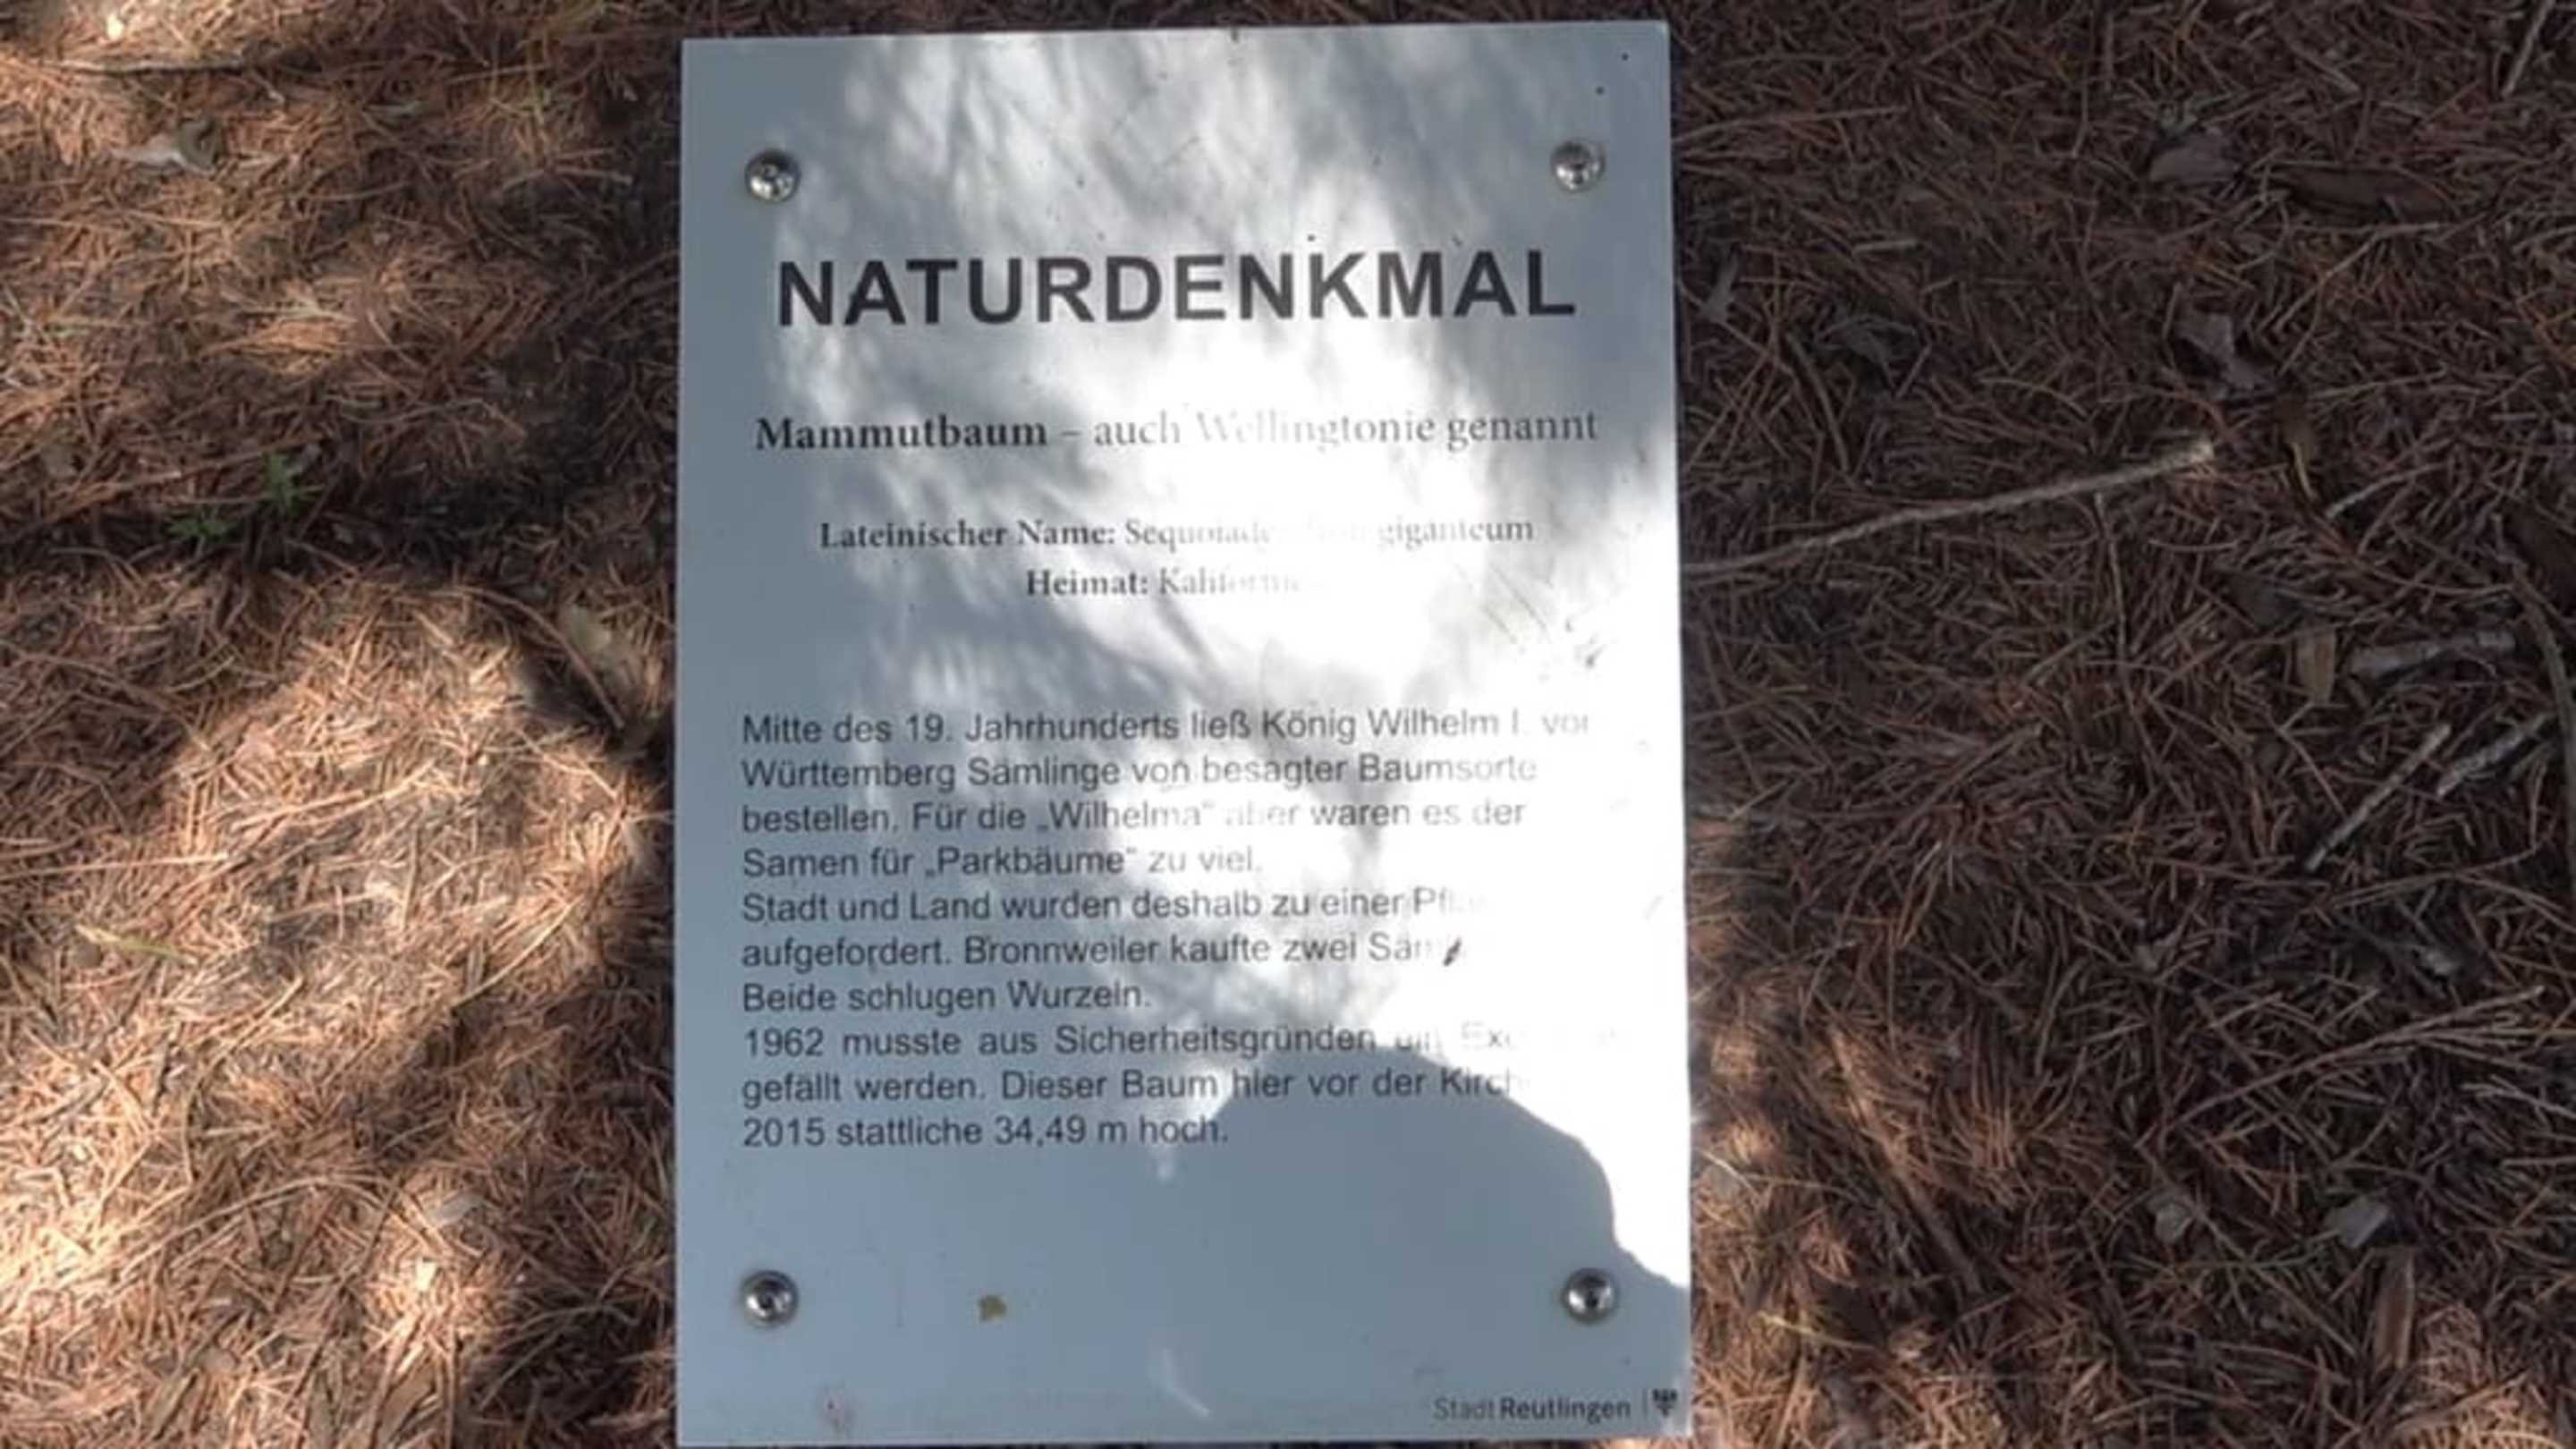 NATURDENKMAL
Mammutbaum – auch Wellingtonie genannt
Lateinischer Name: giganteum
Heimat:
Mitte des 19. Jahrhunderts ließ König Wilhelm I. von
Württemberg Sämlinge von besagter Baumsorte
bestellen. Für die „Wilhelma“ aber waren es der
Samen für „Parkbäume“ zu viel.
Stadt und Land wurden deshalb zu einer
aufgefordert. Bronnweiler kaufte zwei
Beide schlugen Wurzeln.
1962 musste aus Sicherheitsgründen ein
gefällt werden. Dieser Baum hier vor der
2015 stattliche 34,49 m hoch.
Stadt Reutlingen